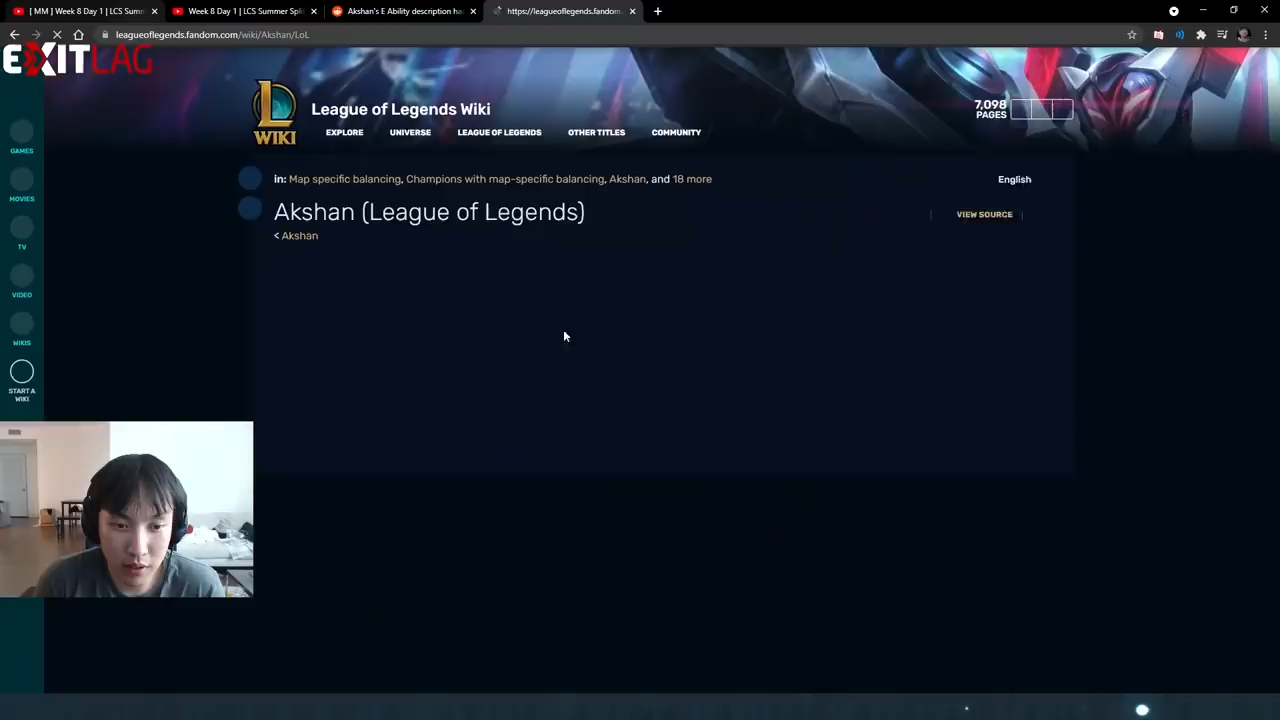 [ MM ] Week 8 Day 1 | LCS Summ
Week 8 Day 1 | LCS Summer Spli
Akshan's E Ability description ha
https://leagueoflegends.fandom.
leagueoflegends.fandom.com/wiki/Akshan/LoL
EXITLAG
WIKI
League of Legends Wiki
EXPLORE UNIVERSE LEAGUE OF LEGENDS OTHER TITLES COMMUNITY
7,098
PAGES
GAMES
MOVIES
TV
VIDEO
WIKIS
START A
WIKI
in: Map specific balancing, Champions with map-specific balancing, Akshan, and 18 more
English
Akshan (League of Legends)
VIEW SOURCE
< Akshan